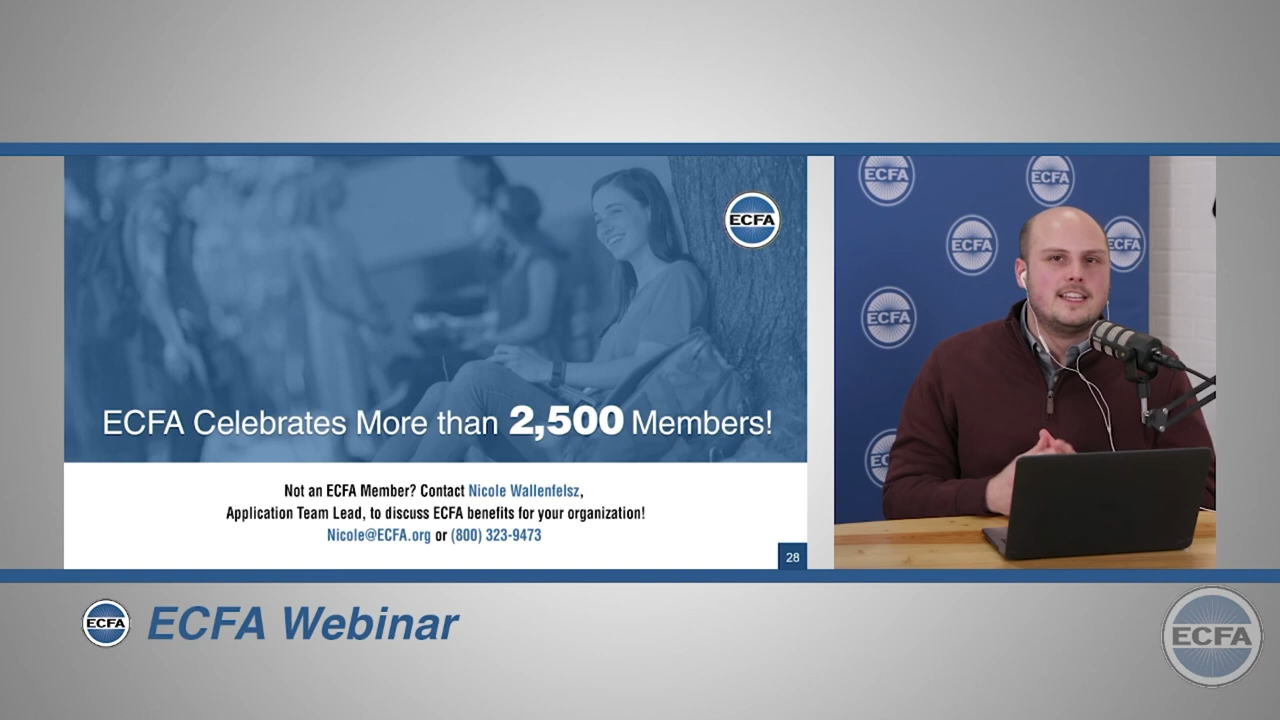 ECFA
ECFA Celebrates More than 2,500 Members!
Not an ECFA Member? Contact Nicole Wallenfelsz,
Application Team Lead, to discuss ECFA benefits for your organization!
Nicole@ECFA.org or (800) 323-9473
28
ECFA
ECFA
ECFA
ECFA
ECFA
EC
ECFA
ECFA Webinar
ECFA